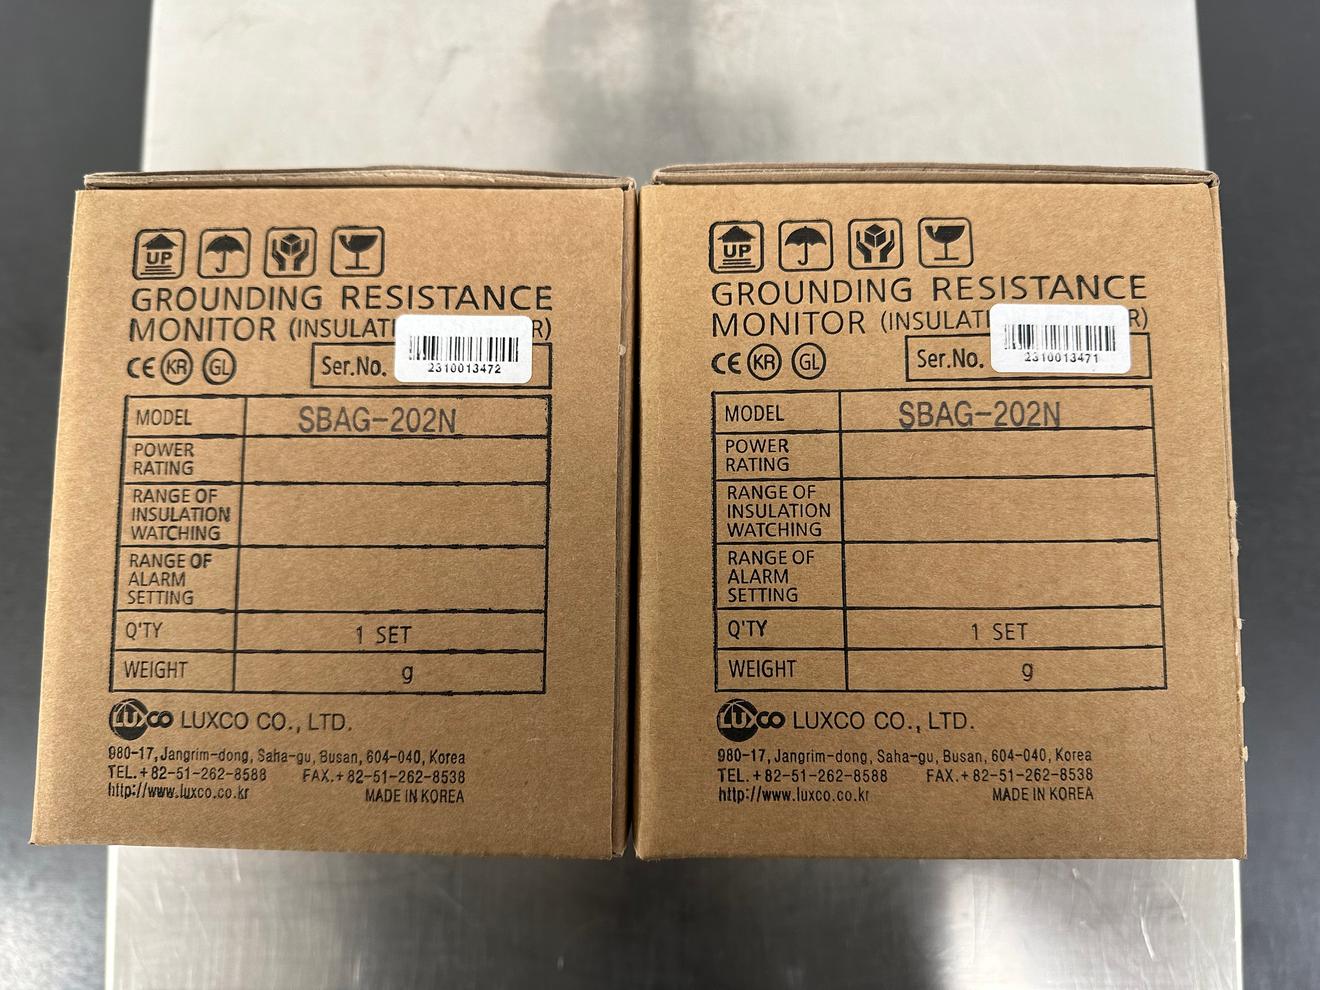 UP
GROUNDING RESISTANCE
MONITOR (INSULATI R)
CE KR GL Ser.No. 2310013472
MODEL SBAG-202N
POWER
RATING
RANGE OF
INSULATION
WATCHING
RANGE OF
ALARM
SETTING
Q'TY 1 SET
WEIGHT g
LUXCO LUXCO CO., LTD.
980-17, Jangrim-dong, Saha-gu, Busan, 604-040, Korea
TEL.+82-51-262-8588 FAX.+82-51-262-8538
http://www.luxco.co.kr MADE IN KOREA
UP
GROUNDING RESISTANCE
MONITOR (INSULAT R)
CE KR GL Ser.No. 2310013471
MODEL SBAG-202N
POWER
RATING
RANGE OF
INSULATION
WATCHING
RANGE OF
ALARM
SETTING
Q'TY 1 SET
WEIGHT g
LUXCO LUXCO CO., LTD.
980-17, Jangrim-dong, Saha-gu, Busan, 604-040, Korea
TEL.+82-51-262-8588 FAX.+82-51-262-8538
http://www.luxco.co.kr MADE IN KOREA